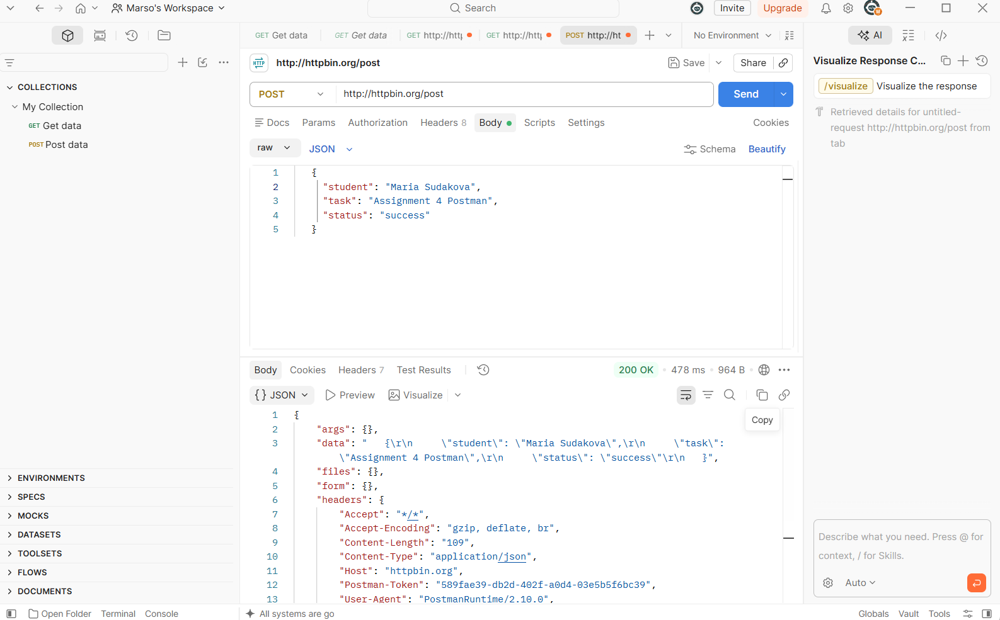 Marso's Workspace
Search
Invite
Upgrade
GET Get data
GET Get data
GET http://htt
GET http://htt
POST http://ht
No Environment
AI
HTTP http://httpbin.org/post
Save
Share
Visualize Response C...
COLLECTIONS
My Collection
GET Get data
POST Post data
POST
http://httpbin.org/post
Send
/visualize Visualize the response
Docs
Params
Authorization
Headers 8
Body
Scripts
Settings
Cookies
Retrieved details for untitled-
request http://httpbin.org/post from
tab
raw
JSON
Schema
Beautify
1 {
2 "student": "Maria Sudakova",
3 "task": "Assignment 4 Postman",
4 "status": "success"
5 }
Body
Cookies
Headers 7
Test Results
200 OK
478 ms
964 B
{} JSON
Preview
Visualize
Copy
1 {
2 "args": {},
3 "data": "   {\r\n     \"student\": \"Maria Sudakova\",\r\n     \"task\":
\"Assignment 4 Postman\",\r\n     \"status\": \"success\"\r\n   }",
4 "files": {},
5 "form": {},
6 "headers": {
7 "Accept": "*/*",
8 "Accept-Encoding": "gzip, deflate, br",
9 "Content-Length": "109",
10 "Content-Type": "application/json",
11 "Host": "httpbin.org",
12 "Postman-Token": "589fae39-db2d-402f-a0d4-03e5b5f6bc39",
13 "User-Agent": "PostmanRuntime/2.10.0",
ENVIRONMENTS
SPECS
MOCKS
DATASETS
TOOLSETS
FLOWS
DOCUMENTS
Describe what you need. Press @ for
context, / for Skills.
Auto
Open Folder
Terminal
Console
All systems are go
Globals
Vault
Tools